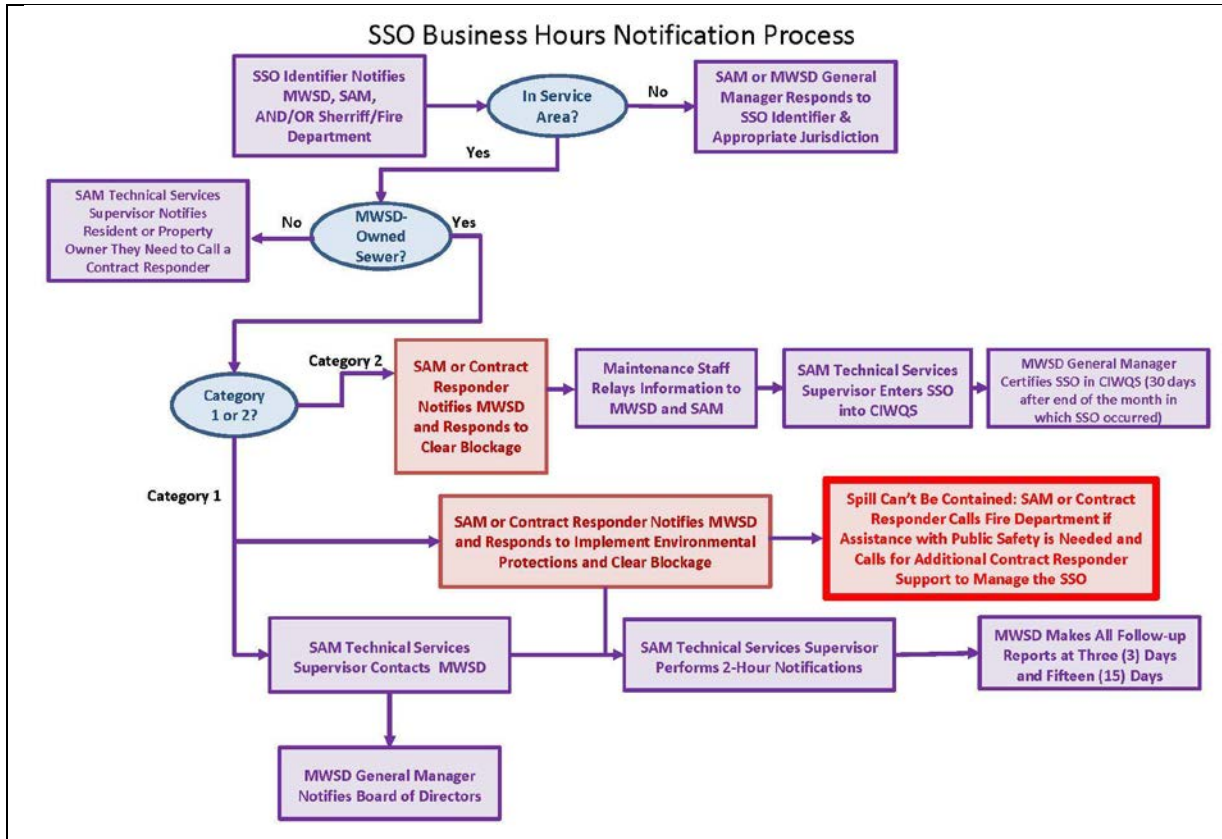 SSO Business Hours Notification Process
SSO Identifier Notifies
MWSD, SAM,
AND/OR Sherriff/Fire
Department
In Service
Area?
No
SAM or MWSD General
Manager Responds to
SSO Identifier &
Appropriate Jurisdiction
Yes
SAM Technical Services
Supervisor Notifies
Resident or Property
Owner They Need to Call a
Contract Responder
No
MWSD-
Owned
Sewer?
Yes
Category
1 or 2?
Category 2
SAM or Contract
Responder
Notifies MWSD
and Responds to
Clear Blockage
Maintenance Staff
Relays Information to
MWSD and SAM
SAM Technical Services
Supervisor Enters SSO
into CIWQS
MWSD General Manager
Certifies SSO in CIWQS (30 days
after end of the month in
which SSO occurred)
Category 1
SAM or Contract Responder Notifies MWSD
and Responds to Implement Environmental
Protections and Clear Blockage
Spill Can't Be Contained: SAM or Contract
Responder Calls Fire Department if
Assistance with Public Safety is Needed and
Calls for Additional Contract Responder
Support to Manage the SSO
SAM Technical Services
Supervisor Contacts MWSD
SAM Technical Services Supervisor
Performs 2-Hour Notifications
MWSD Makes All Follow-up
Reports at Three (3) Days
and Fifteen (15) Days
MWSD General Manager
Notifies Board of Directors